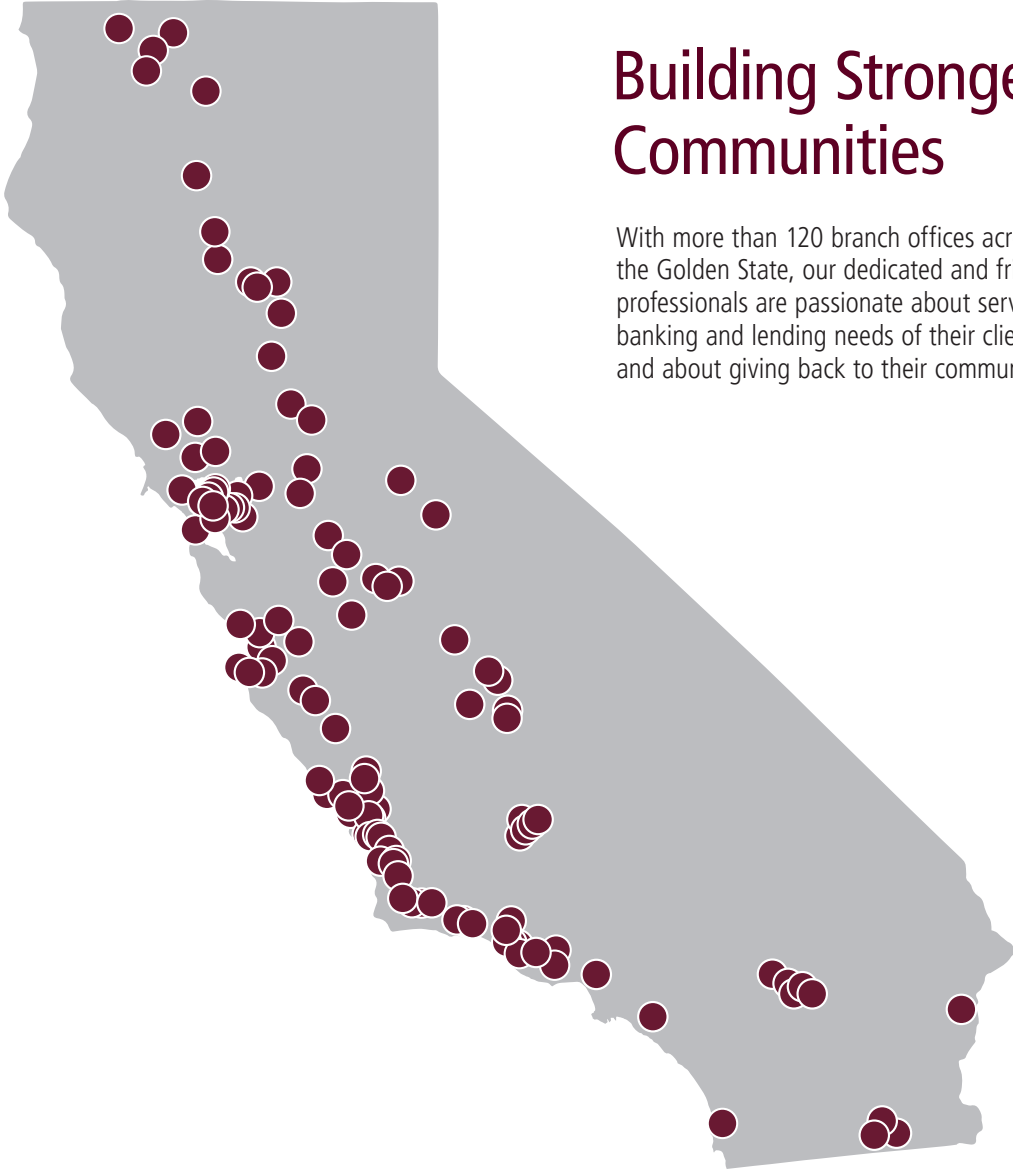 Building Stronge
Communities
With more than 120 branch offices acr
the Golden State, our dedicated and fr
professionals are passionate about serv
banking and lending needs of their clie
and about giving back to their commun